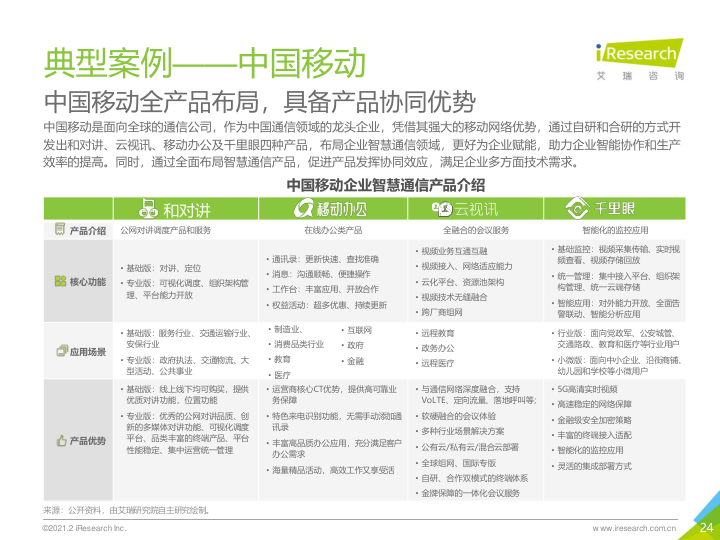 典型案例——中国移动
iResearch
艾瑞咨询
中国移动全产品布局，具备产品协同优势
中国移动是面向全球的通信公司，作为中国通信领域的龙头企业，凭借其强大的移动网络优势，通过自研和合研的方式开
发出和对讲、云视讯、移动办公及千里眼四种产品，布局企业智慧通信领域，更好为企业赋能，助力企业智能协作和生产
效率的提高。同时，通过全面布局智慧通信产品，促进产品发挥协同效应，满足企业多方面技术需求。
中国移动企业智慧通信产品介绍
和对讲
移动办公
云视讯
千里眼
产品介绍
公网对讲调度产品和服务
在线办公类产品
全融合的会议服务
智能化的监控应用
核心功能
• 基础版：对讲、定位
• 专业版：可视化调度、组织架构管
理、平台能力开放
• 通讯录：更新快速、查找准确
• 消息：沟通顺畅、便捷操作
• 工作台：丰富应用、开放合作
• 权益活动：超多优惠、持续更新
• 视频业务互通互融
• 视频接入、网络适应能力
• 云化平台、资源池架构
• 视频技术无缝融合
• 跨厂商组网
• 基础监控：视频采集传输、实时视
频查看、视频存储回放
• 统一管理：集中接入平台、组织架
构管理、统一云端存储
• 智能应用：对外能力开放、全面告
警联动、智能分析应用
应用场景
• 基础版：服务行业、交通运输行业、
安保行业
• 专业版：政府执法、交通物流、大
型活动、公共事业
• 制造业、
• 消费品类行业
• 教育
• 医疗
• 互联网
• 政府
• 金融
• 远程教育
• 政务办公
• 远程医疗
• 行业版：面向党政军、公安城管、
交通路政、教育和医疗等行业用户
• 小微版：面向中小企业、沿街商铺、
幼儿园和学校等小微用户
产品优势
• 基础版：线上线下均可购买，提供
优质对讲功能、位置功能
• 专业版：优秀的公网对讲品质、创
新的多媒体对讲功能、可视化调度
平台、品类丰富的终端产品、平台
性能稳定、集中运营统一管理
• 运营商核心CT优势，提供高可靠业
务保障
• 特色来电识别功能，无需手动添加通
讯录
• 丰富高品质办公应用，充分满足客户
办公需求
• 海量精品活动、高效工作又享受活
• 与通信网络深度融合，支持
VoLTE、定向流量、落地呼叫等;
• 软硬融合的会议体验
• 多种行业场景解决方案
• 公有云/私有云/混合云部署
• 全球组网、国际专版
• 自研、合作双模式的终端体系
• 金牌保障的一体化会议服务
• 5G高清实时视频
• 高速稳定的网络保障
• 金融级安全加密策略
• 丰富的终端接入适配
• 智能化的监控应用
• 灵活的集成部署方式
来源：公开资料，由艾瑞研究院自主研究绘制。
©2021.2 iResearch Inc.
www.iresearch.com.cn
24